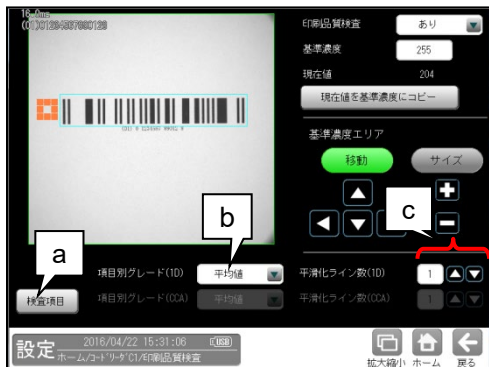 16.0ms
(01)01234567890128
印刷品質検査 あり
基準濃度 255
現在値 204
現在値を基準濃度にコピー
基準濃度エリア
移動 サイズ
a
b
c
項目別グレード(1D) 平均値
平滑化ライン数(1D) 1
検査項目
項目別グレード(CCA) 平均値
平滑化ライン数(CCA) 1
設定
2016/04/22 15:31:06 USB
ホーム/コードリーダC1/印刷品質検査
拡大縮小 ホーム 戻る